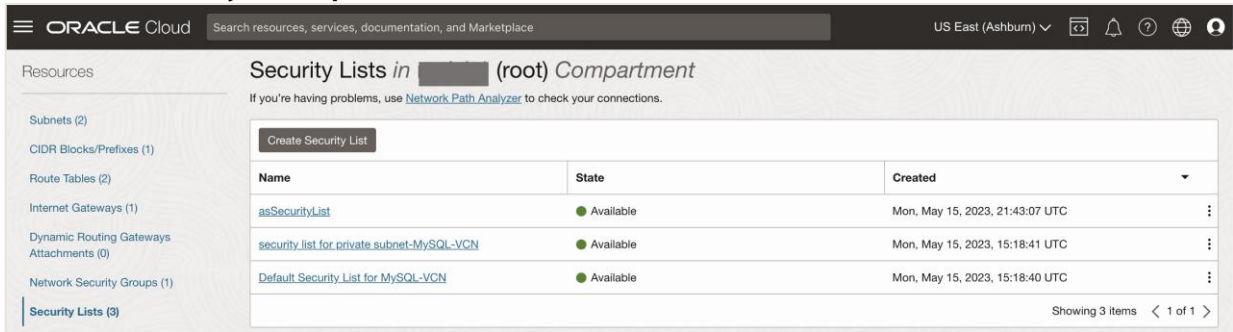 ORACLE Cloud
Search resources, services, documentation, and Marketplace
US East (Ashburn)
Resources
Subnets (2)
CIDR Blocks/Prefixes (1)
Route Tables (2)
Internet Gateways (1)
Dynamic Routing Gateways
Attachments (0)
Network Security Groups (1)
Security Lists (3)
Security Lists in (root) Compartment
If you're having problems, use Network Path Analyzer to check your connections.
Create Security List
Name State Created
asSecurityList Available Mon, May 15, 2023, 21:43:07 UTC
security list for private subnet-MySQL-VCN Available Mon, May 15, 2023, 15:18:41 UTC
Default Security List for MySQL-VCN Available Mon, May 15, 2023, 15:18:40 UTC
Showing 3 items < 1 of 1 >